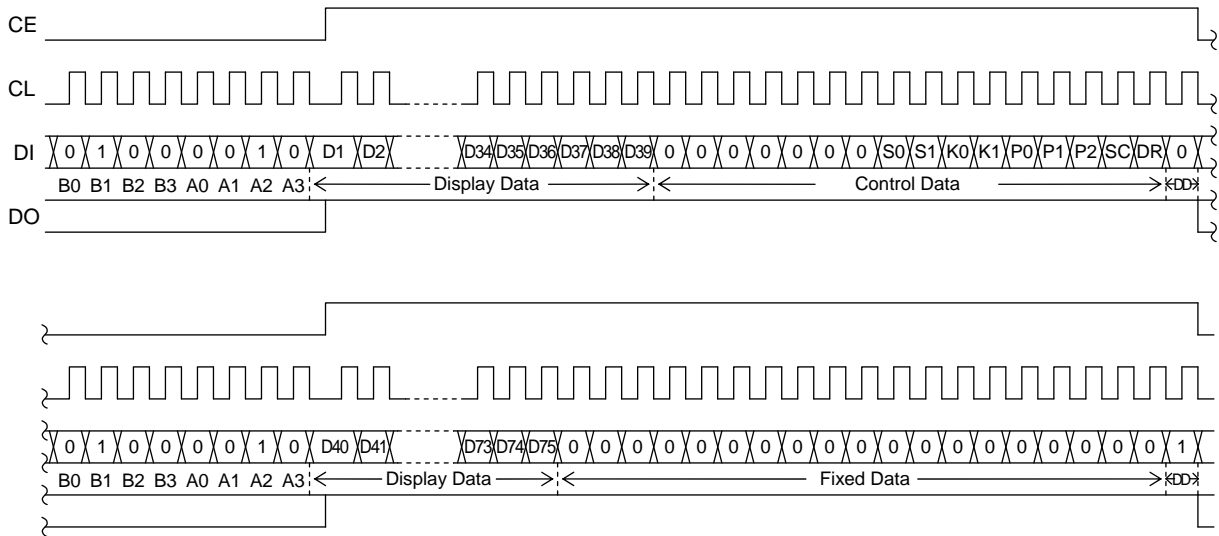 CE
CL
DI 0 1 0 0 0 0 1 0 D1 D2 D34 D35 D36 D37 D38 D39 0 0 0 0 0 0 0 S0 S1 K0 K1 P0 P1 P2 SC DR 0
B0 B1 B2 B3 A0 A1 A2 A3 Display Data Control Data DD
DO
0 1 0 0 0 0 1 0 D40 D41 D73 D74 D75 0 0 0 0 0 0 0 0 0 0 0 0 0 0 0 0 0 0 0 1
B0 B1 B2 B3 A0 A1 A2 A3 Display Data Fixed Data DD